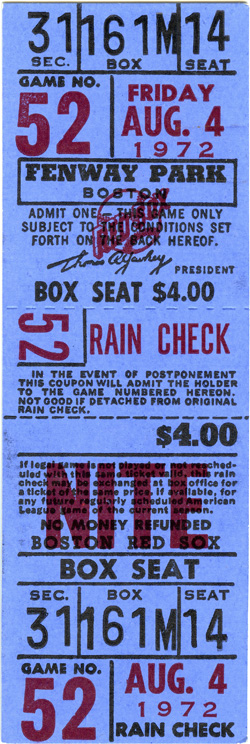 31 161M 14
SEC. BOX SEAT
GAME NO.
52
FRIDAY
AUG. 4
1972
FENWAY PARK
BOSTON
ADMIT ONE — THIS GAME ONLY
SUBJECT TO THE CONDITIONS SET
FORTH ON THE BACK HEREOF.
Thomas A. Yawkey
PRESIDENT
BOX SEAT $4.00
52
RAIN CHECK
IN THE EVENT OF POSTPONEMENT
THIS COUPON WILL ADMIT THE HOLDER
TO THE GAME NUMBERED HEREON.
NOT GOOD IF DETACHED FROM ORIGINAL
RAIN CHECK.
$4.00
If legal game is not played or not resched-
uled with this same ticket valid, this rain
check may be exchanged at box office for
a ticket of the same price, if available, for
any future regularly scheduled American
League game of the current season.
NITE
NO MONEY REFUNDED
BOSTON RED SOX
BOX SEAT
SEC. BOX SEAT
31 161M 14
GAME NO.
52
AUG. 4
1972
RAIN CHECK